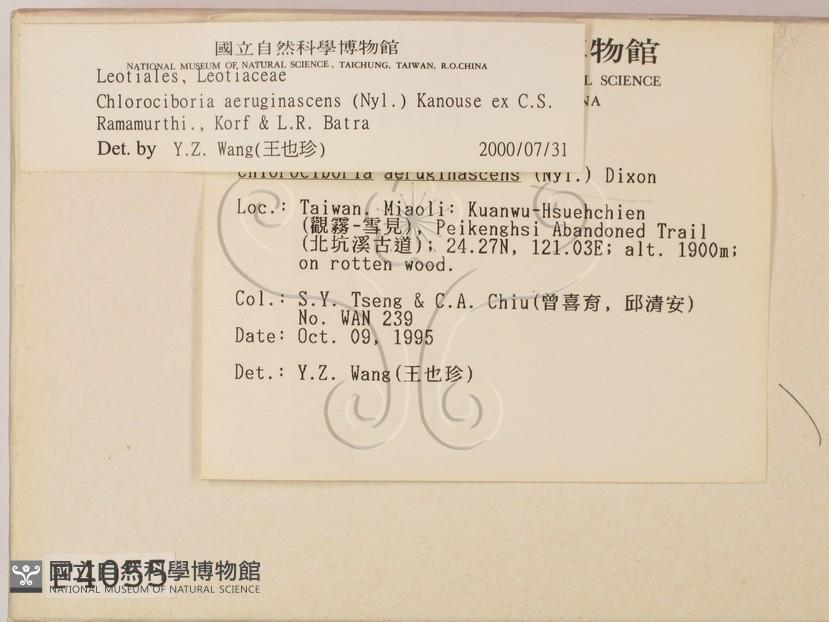 國立自然科學博物館
NATIONAL MUSEUM OF NATURAL SCIENCE, TAICHUNG, TAIWAN, R.O.CHINA
Leotiales, Leotiaceae
Chlorociboria aeruginascens (Nyl.) Kanouse ex C.S.
Ramamurthi., Korf & L.R. Batra
Det. by Y.Z. Wang(王也珍) 2000/07/31
物館
L SCIENCE
NA
Chlorociboria aeruginascens (Nyl.) Dixon
Loc.: Taiwan. Miaoli: Kuanwu-Hsuehchien
(觀霧-雪見), Peikenghsi Abandoned Trail
(北坑溪古道); 24.27N, 121.03E; alt. 1900m;
on rotten wood.
Col.: S.Y. Tseng & C.A. Chiu(曾喜育, 邱清安)
No. WAN 239
Date: Oct. 09, 1995
Det.: Y.Z. Wang(王也珍)
F4055
國立自然科學博物館
NATIONAL MUSEUM OF NATURAL SCIENCE